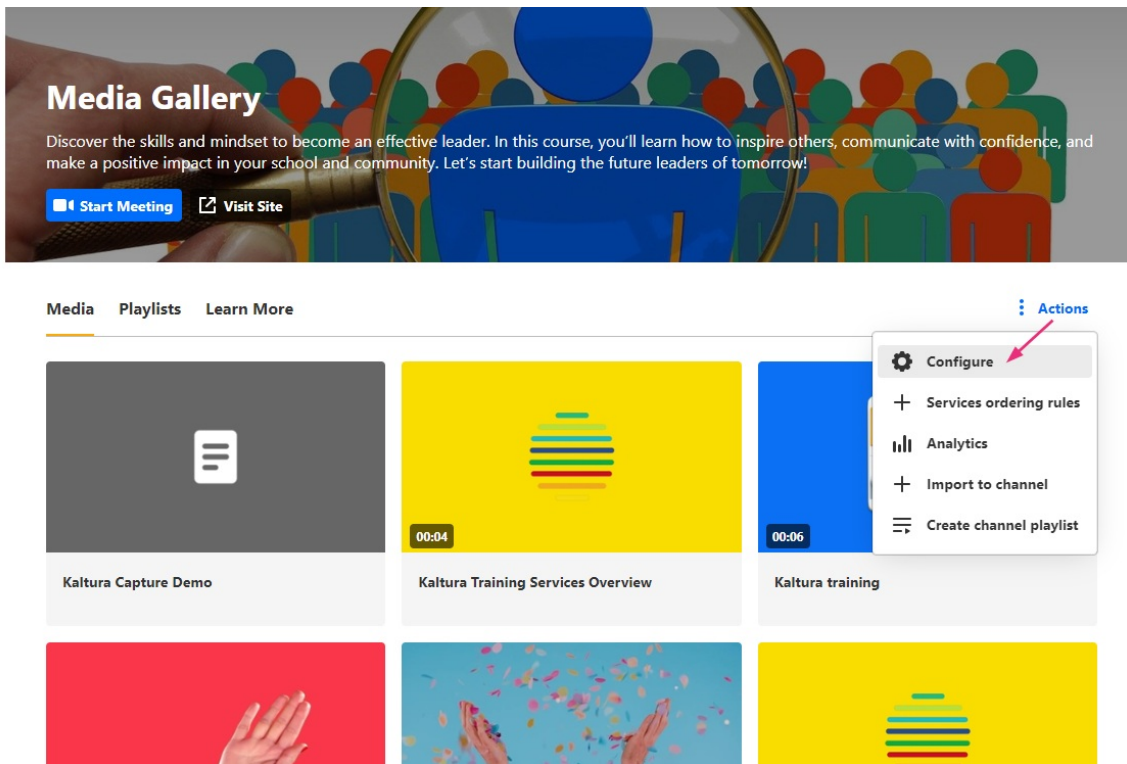 Media Gallery
Discover the skills and mindset to become an effective leader. In this course, you'll learn how to inspire others, communicate with confidence, and
make a positive impact in your school and community. Let's start building the future leaders of tomorrow!
Start Meeting Visit Site
Media Playlists Learn More Actions
Configure
Services ordering rules
Analytics
Import to channel
Create channel playlist
00:04 00:06
Kaltura Capture Demo Kaltura Training Services Overview Kaltura training